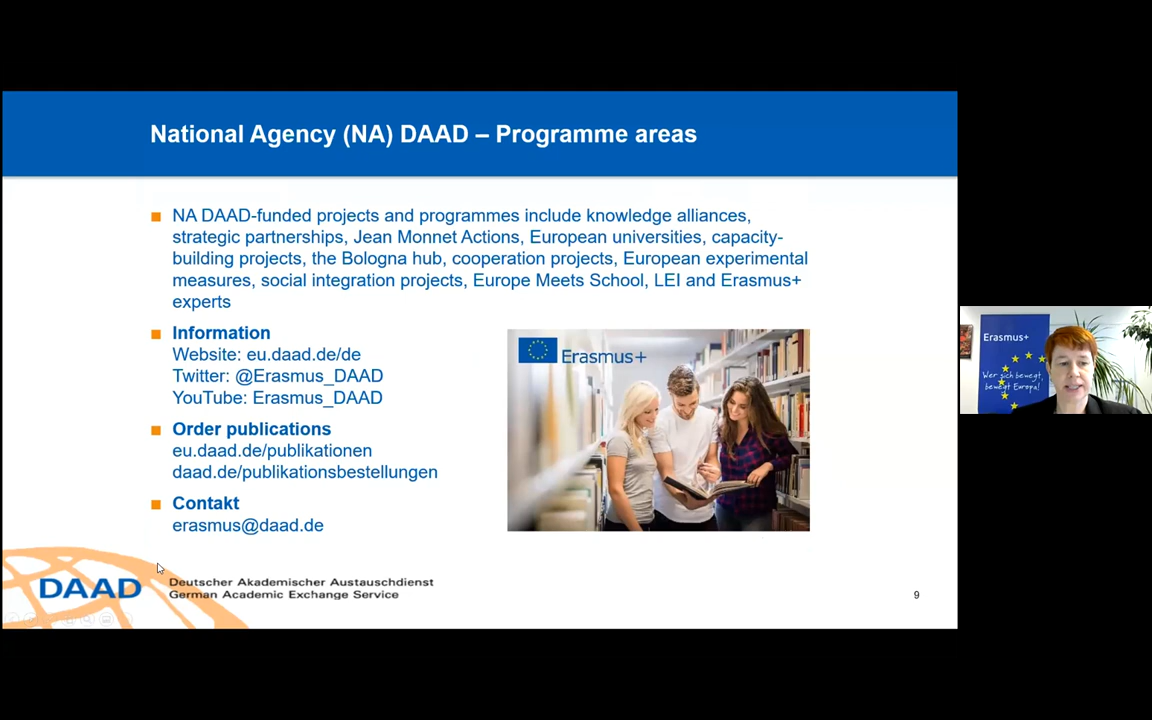 National Agency (NA) DAAD – Programme areas
NA DAAD-funded projects and programmes include knowledge alliances,
strategic partnerships, Jean Monnet Actions, European universities, capacity-
building projects, the Bologna hub, cooperation projects, European experimental
measures, social integration projects, Europe Meets School, LEI and Erasmus+
experts
Information
Website: eu.daad.de/de
Twitter: @Erasmus_DAAD
YouTube: Erasmus_DAAD
Order publications
eu.daad.de/publikationen
daad.de/publikationsbestellungen
Contakt
erasmus@daad.de
Erasmus+
DAAD
Deutscher Akademischer Austauschdienst
German Academic Exchange Service
9
Erasmus+
Wer sich bewegt,
bewegt Europa!